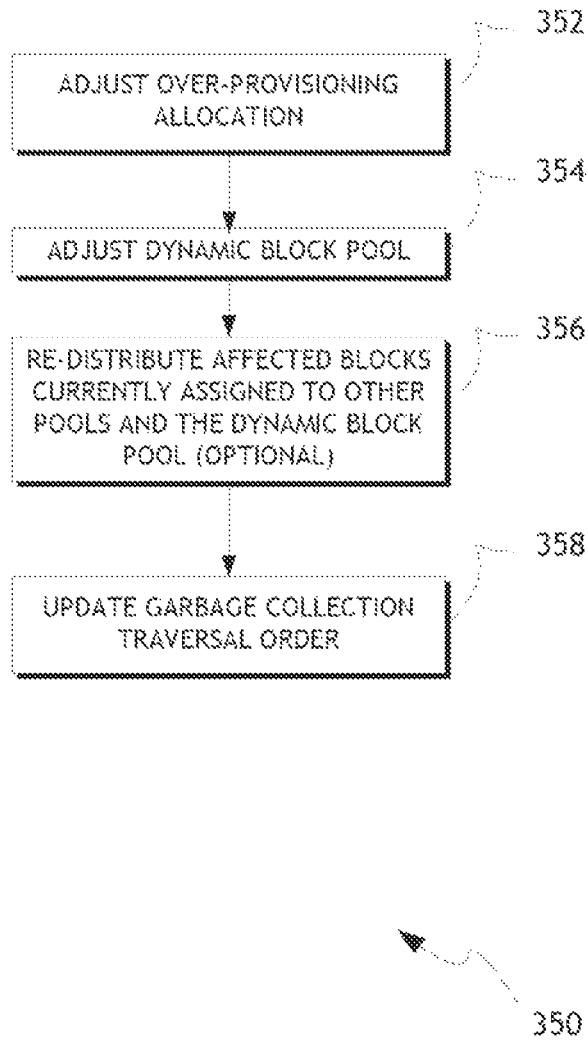 352
ADJUST OVER-PROVISIONING
ALLOCATION
354
ADJUST DYNAMIC BLOCK POOL
356
RE-DISTRIBUTE AFFECTED BLOCKS
CURRENTLY ASSIGNED TO OTHER
POOLS AND THE DYNAMIC BLOCK
POOL (OPTIONAL)
358
UPDATE GARBAGE COLLECTION
TRAVERSAL ORDER
350